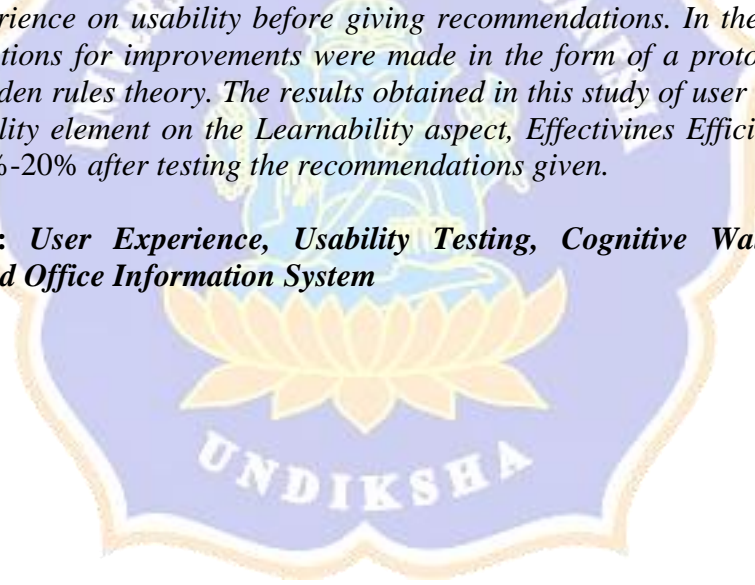 rience on usability before giving recommendations. In the
tions for improvements were made in the form of a proto
den rules theory. The results obtained in this study of user
lity element on the Learnability aspect, Effectivines Effici
%-20% after testing the recommendations given.
: User Experience, Usability Testing, Cognitive Wa
d Office Information System
UNDIKSHA